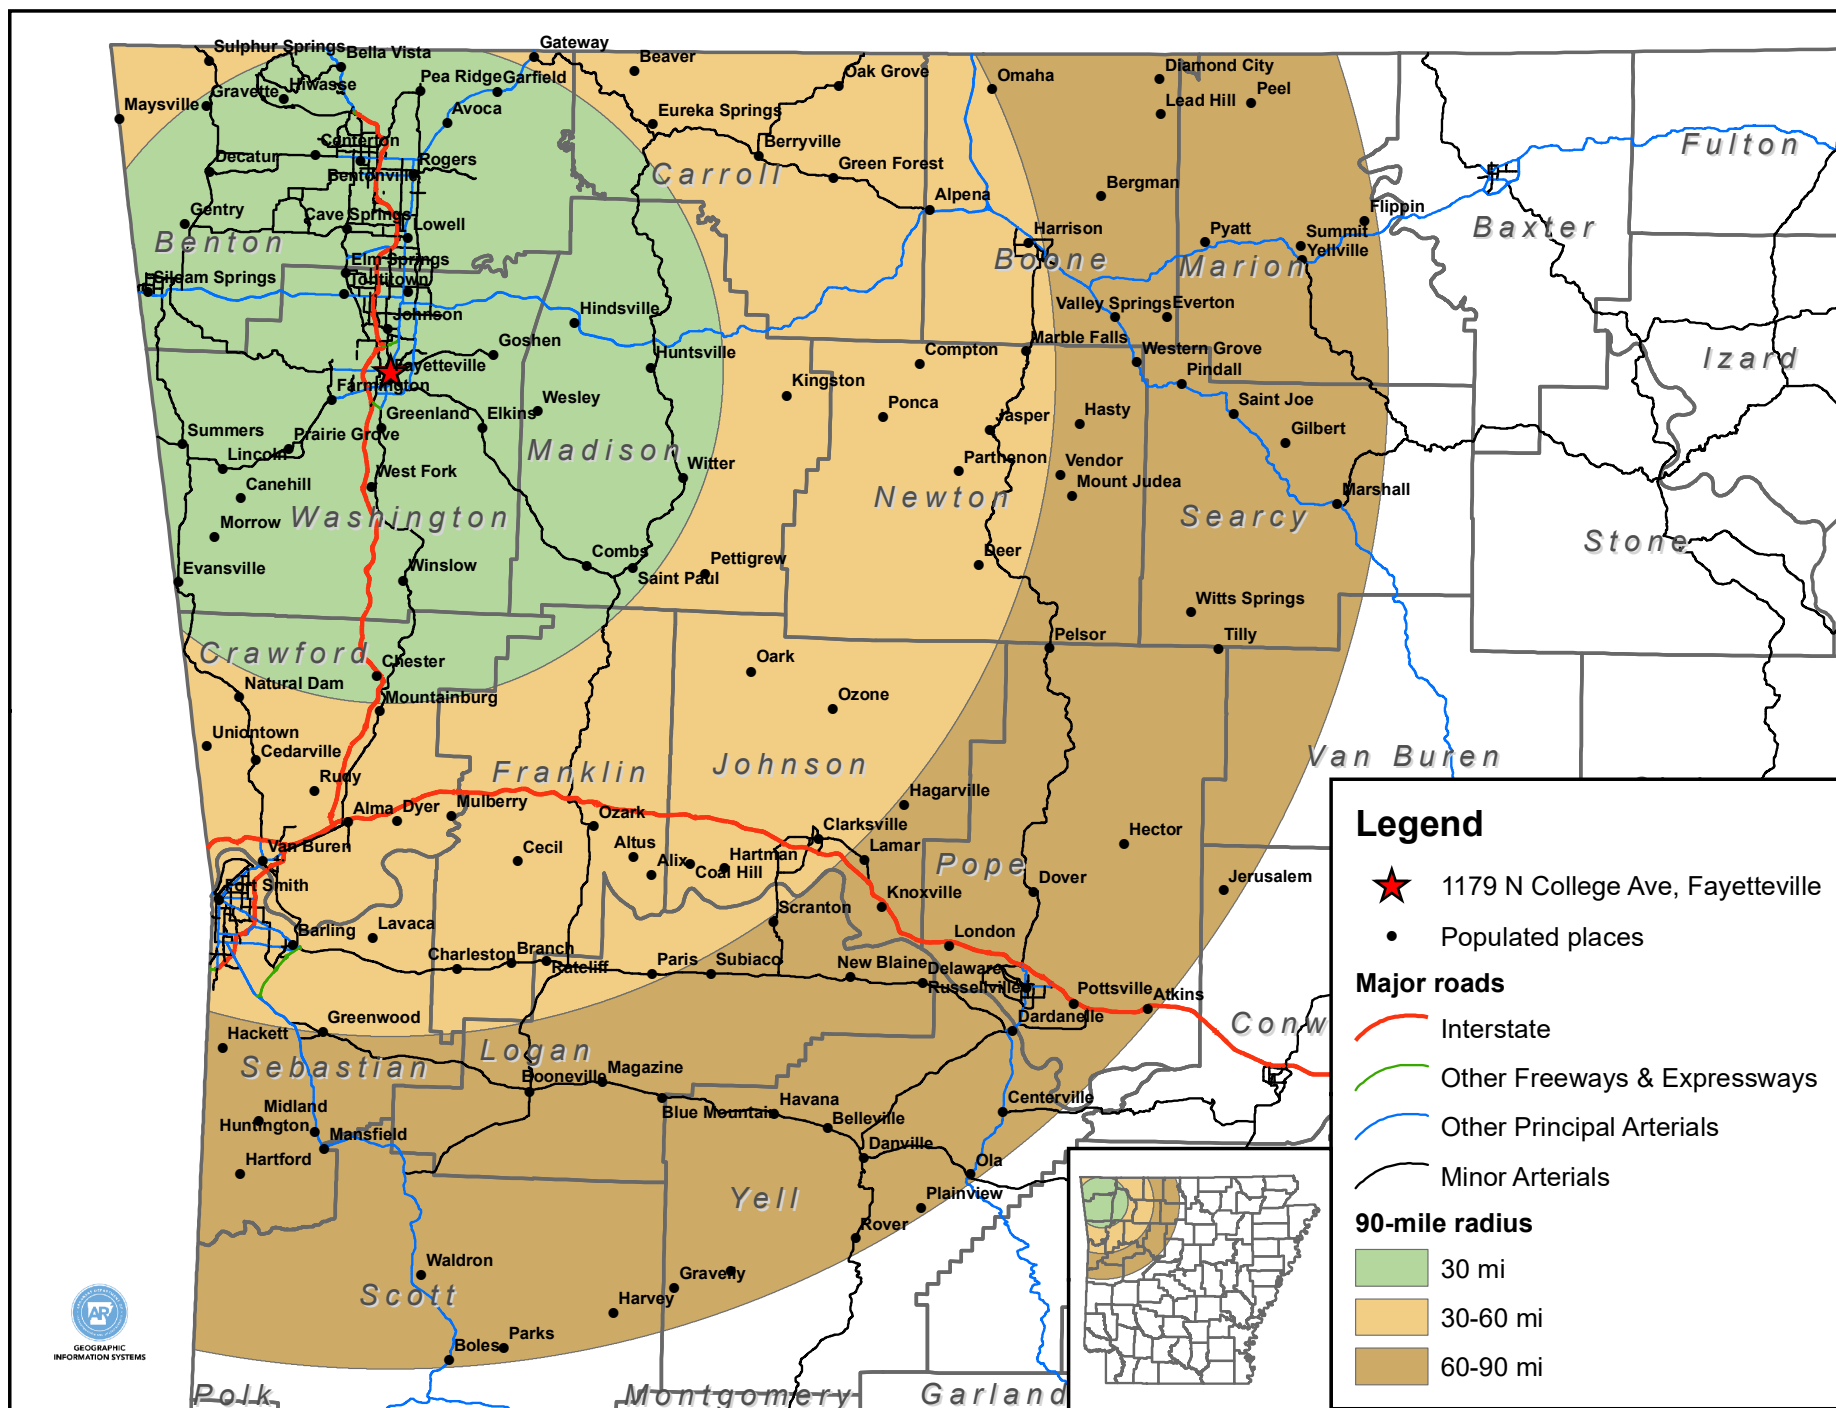 Sulphur Springs
Bella Vista
Gateway
Beaver
Oak Grove
Omaha
Diamond City
Peel
Lead Hill
Maysville
Gravette
Hiwasse
Pea Ridge
Garfield
Avoca
Eureka Springs
Berryville
Green Forest
Carroll
Fulton
Centerton
Decatur
Rogers
Bentonville
Alpena
Bergman
Flippin
Baxter
Gentry
Cave Springs
Lowell
Benton
Harrison
Boone
Pyatt
Summit
Yellville
Marion
Elm Springs
Siloam Springs
Tontitown
Johnson
Hindsville
Valley Springs
Everton
Goshen
Huntsville
Compton
Marble Falls
Western Grove
Pindall
Izard
Fayetteville
Farmington
Kingston
Ponca
Greenland
Elkins
Wesley
Jasper
Hasty
Saint Joe
Gilbert
Summers
Prairie Grove
Lincoln
Madison
Witter
Parthenon
Vendor
Mount Judea
Marshall
Canehill
West Fork
Newton
Searcy
Morrow
Washington
Stone
Evansville
Winslow
Combs
Saint Paul
Pettigrew
Deer
Witts Springs
Crawford
Chester
Pelsor
Tilly
Oark
Natural Dam
Mountainburg
Ozone
Uniontown
Cedarville
Rudy
Franklin
Johnson
Van Buren
Alma
Dyer
Mulberry
Ozark
Hagarville
Clarksville
Hector
Van Buren
Cecil
Altus
Alix
Hartman
Coal Hill
Lamar
Pope
Fort Smith
Knoxville
Dover
Jerusalem
Scranton
Lavaca
Barling
London
Charleston
Branch
Ratcliff
Paris
Subiaco
New Blaine
Delaware
Russellville
Pottsville
Atkins
Greenwood
Hackett
Dardanelle
Conw
Sebastian
Logan
Magazine
Booneville
Midland
Huntington
Mansfield
Blue Mountain
Havana
Belleville
Centerville
Hartford
Danville
Ola
Yell
Plainview
Rover
Waldron
Gravelly
Scott
Harvey
Parks
Boles
Polk
Montgomery
Garland
Legend
1179 N College Ave, Fayetteville
Populated places
Major roads
Interstate
Other Freeways & Expressways
Other Principal Arterials
Minor Arterials
90-mile radius
30 mi
30-60 mi
60-90 mi
AR
GEOGRAPHIC
INFORMATION SYSTEMS